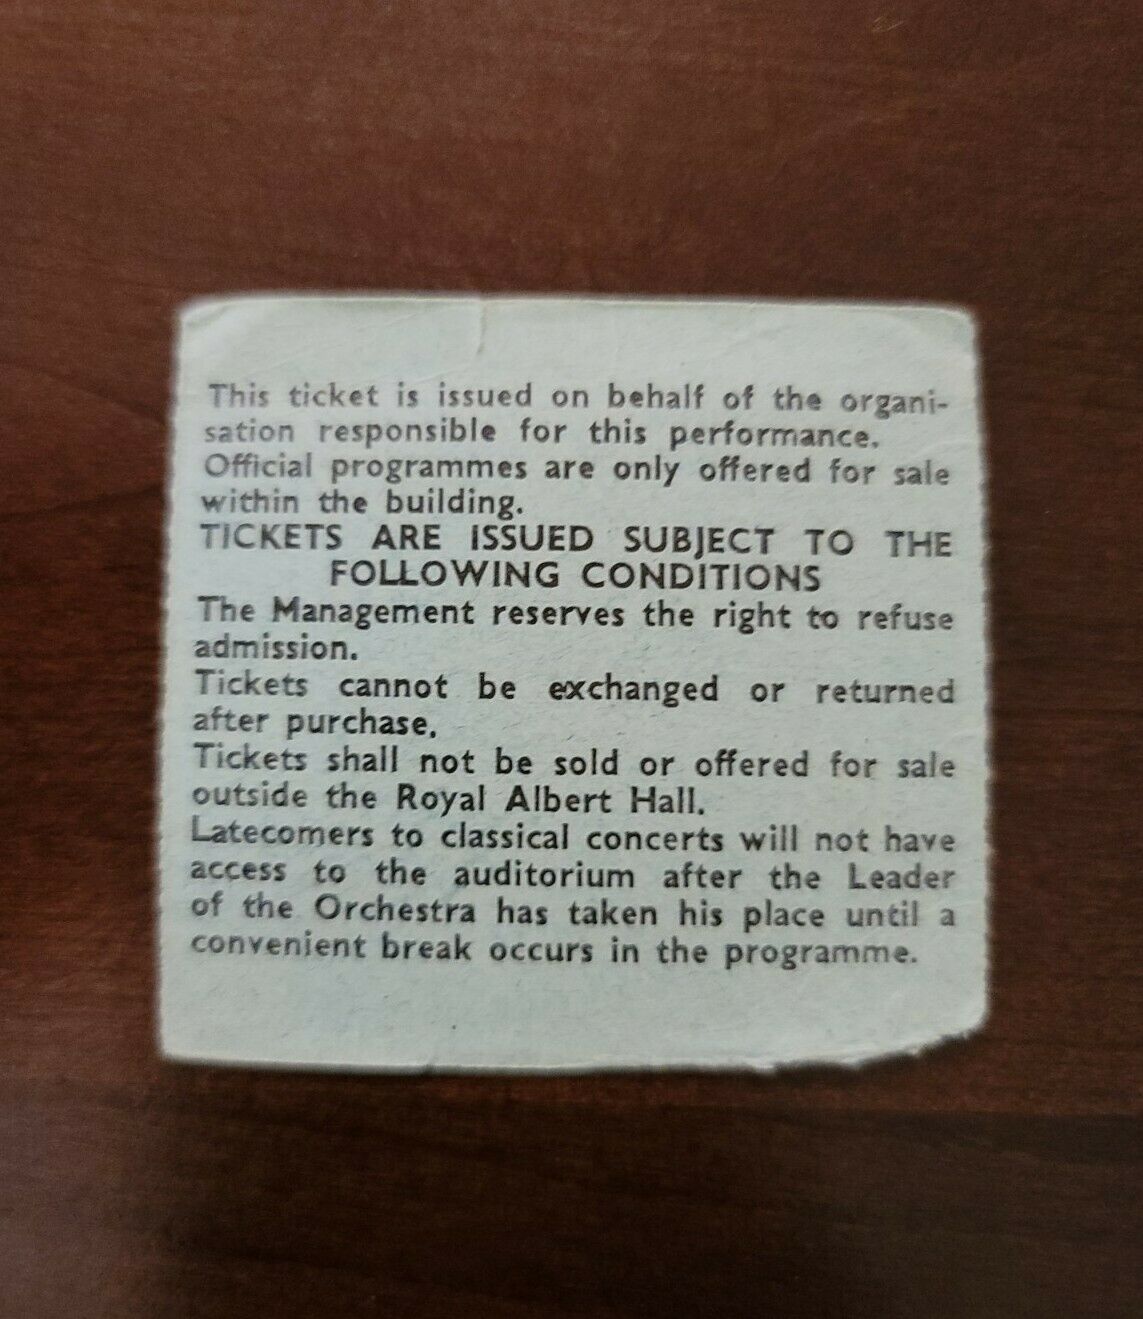 This ticket is issued on behalf of the organi-
sation responsible for this performance.
Official programmes are only offered for sale
within the building.
TICKETS ARE ISSUED SUBJECT TO THE
FOLLOWING CONDITIONS
The Management reserves the right to refuse
admission.
Tickets cannot be exchanged or returned
after purchase.
Tickets shall not be sold or offered for sale
outside the Royal Albert Hall.
Latecomers to classical concerts will not have
access to the auditorium after the Leader
of the Orchestra has taken his place until a
convenient break occurs in the programme.